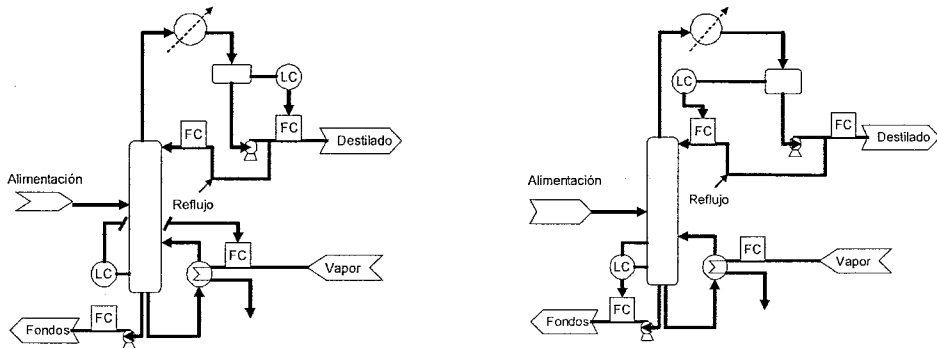 LC
FC
FC
Destilado
Alimentación
Reflujo
FC
LC
Vapor
FC
Fondos
LC
FC
FC
Destilado
Alimentación
Reflujo
FC
LC
Vapor
FC
Fondos